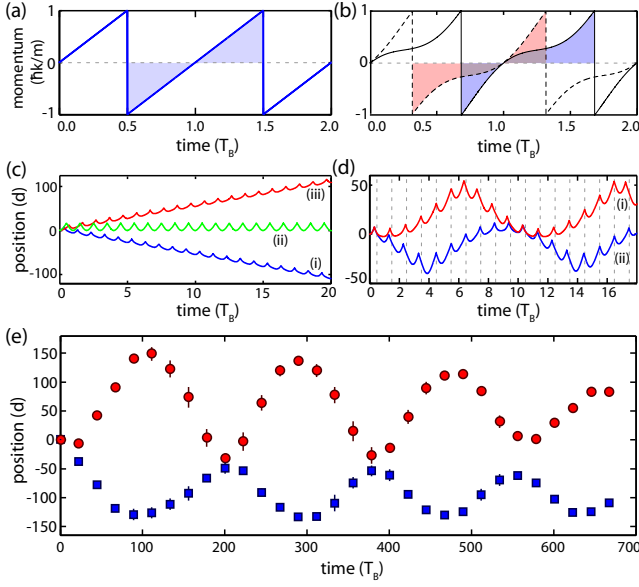 (a)
(b)
momentum
(ħk/m)
1
0
-1
0.0 0.5 1.0 1.5 2.0
time (T_B)
1
0
-1
0.5 1.0 1.5 2.0
time (T_B)
(c)
(d)
position (d)
100
0
-100
(iii)
(ii)
(i)
0 5 10 15 20
time (T_B)
50
0
-50
(i)
(ii)
0 2 4 6 8 10 12 14 16
time (T_B)
(e)
position (d)
150
100
50
0
-50
-100
-150
0 100 200 300 400 500 600 700
time (T_B)